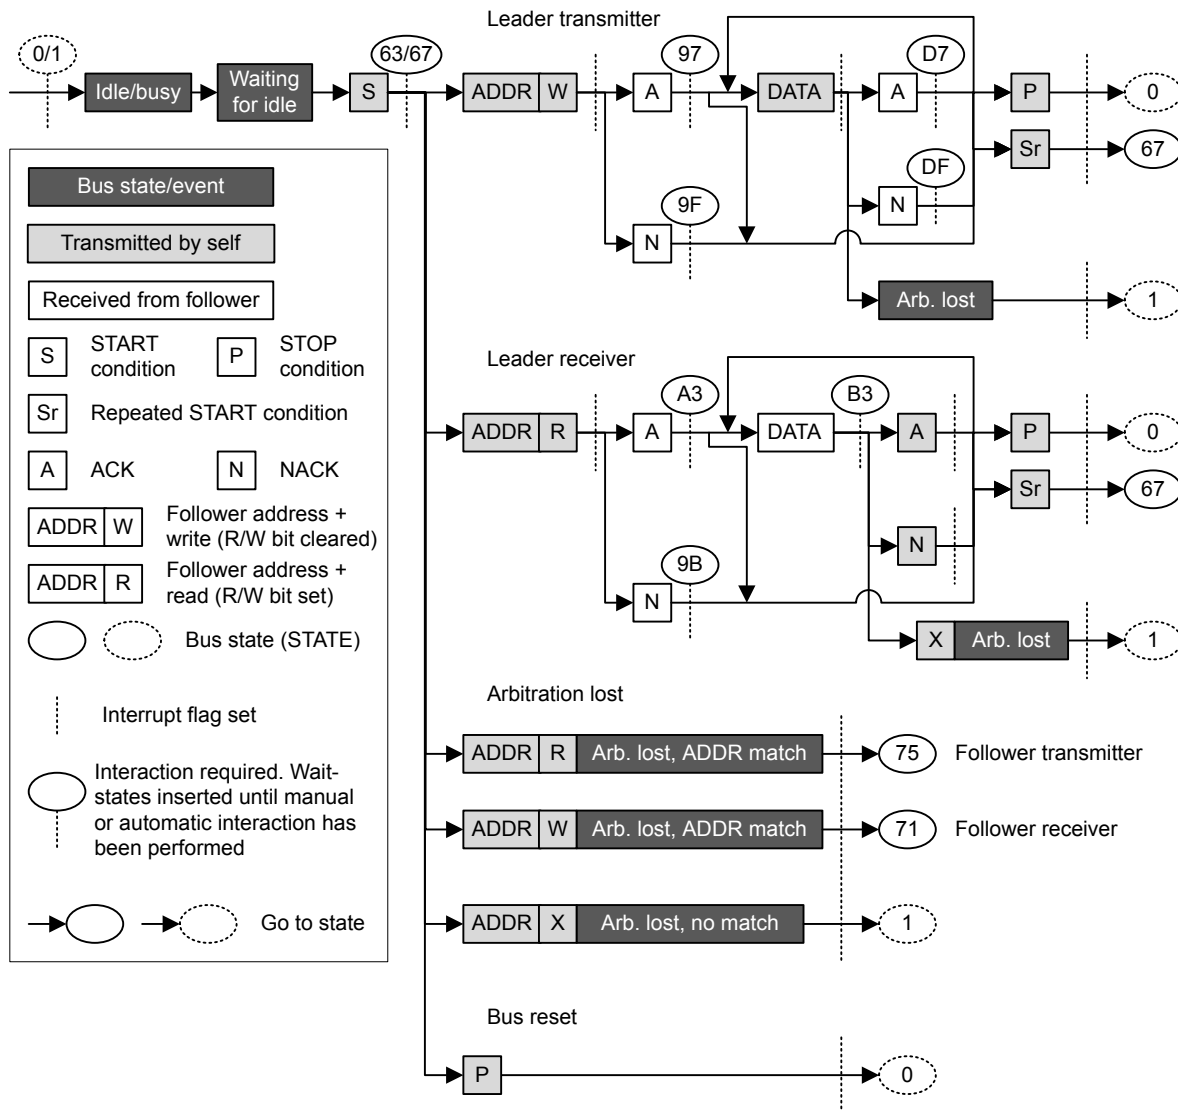 Leader transmitter
0/1
63/67
97
D7
Idle/busy
Waiting
for idle
S
ADDR W
A
DATA
A
P
0
Sr
67
DF
N
9F
N
Arb. lost
1
Bus state/event
Transmitted by self
Received from follower
S
START
condition
P
STOP
condition
Sr
Repeated START condition
A
ACK
N
NACK
ADDR W
Follower address +
write (R/W bit cleared)
ADDR R
Follower address +
read (R/W bit set)
Bus state (STATE)
Interrupt flag set
Interaction required. Wait-
states inserted until manual
or automatic interaction has
been performed
Go to state
Leader receiver
A3
B3
ADDR R
A
DATA
A
P
0
Sr
67
N
9B
N
X Arb. lost
1
Arbitration lost
ADDR R Arb. lost, ADDR match
75
Follower transmitter
ADDR W Arb. lost, ADDR match
71
Follower receiver
ADDR X Arb. lost, no match
1
Bus reset
P
0